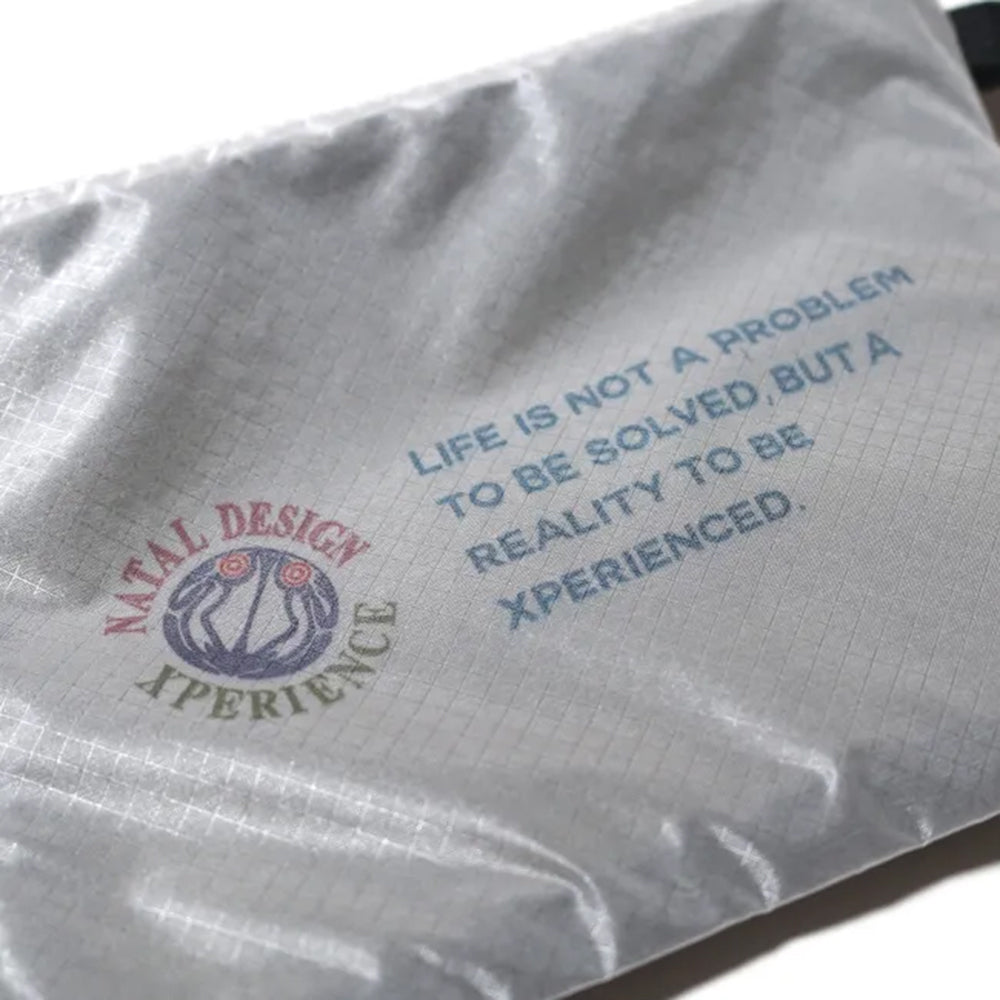 NATAL DESIGN
XPERIENCE
LIFE IS NOT A PROBLEM
TO BE SOLVED,BUT A
REALITY TO BE
XPERIENCED.